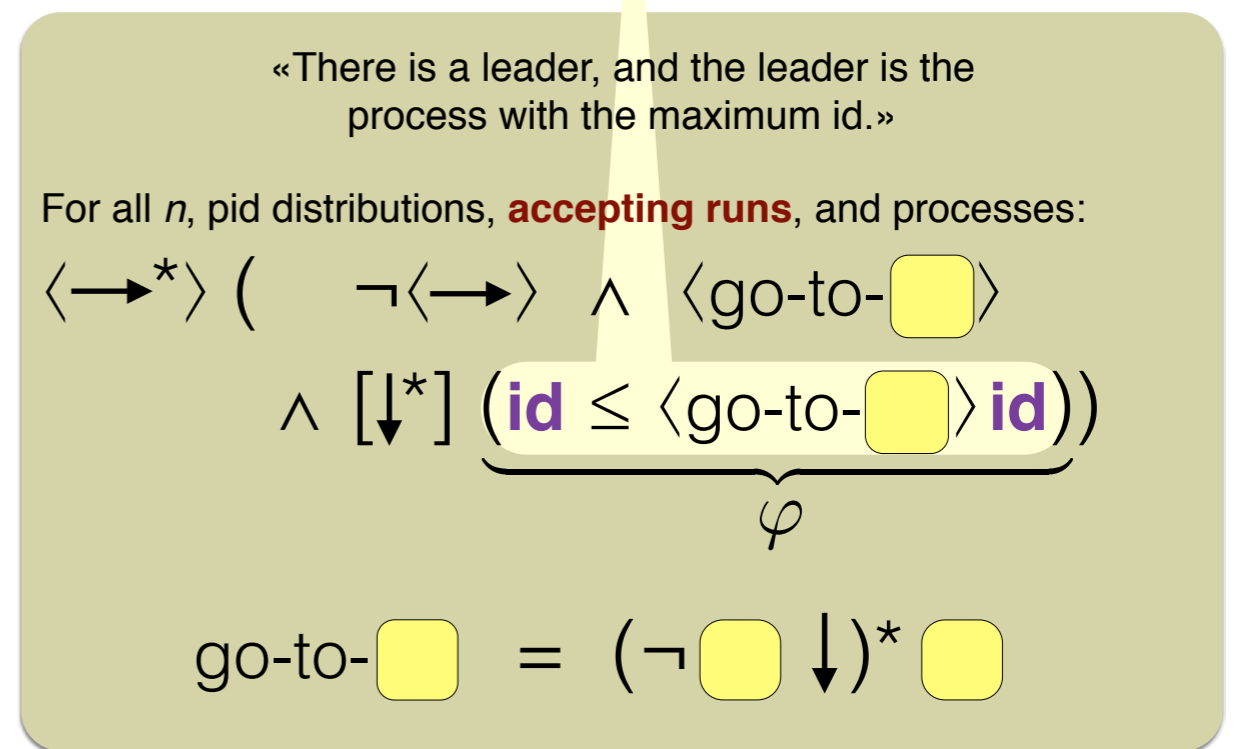 «There is a leader, and the leader is the
process with the maximum id.»
For all n, pid distributions, accepting runs, and processes:
⟨⟶*⟩ ( ¬⟨⟶⟩ ∧ ⟨go-to-🟨⟩
∧ [↓*] (id ≤ ⟨go-to-🟨⟩ id))
φ
go-to-🟨 = (¬🟨 ↓)* 🟨